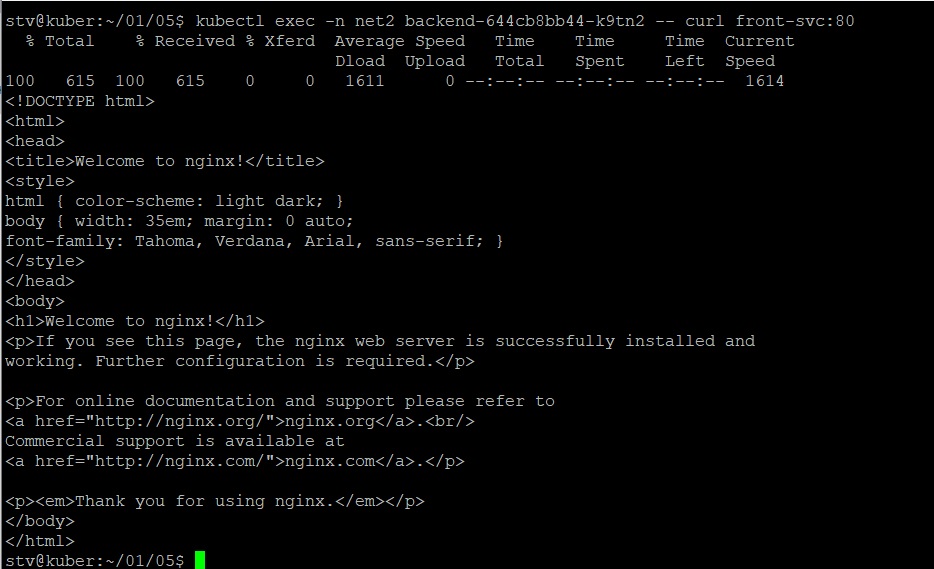 stv@kuber:~/01/05$ kubectl exec -n net2 backend-644cb8bb44-k9tn2 -- curl front-svc:80
  % Total    % Received % Xferd  Average Speed   Time    Time     Time  Current
                                 Dload  Upload   Total   Spent    Left  Speed
100   615  100   615    0     0   1611      0 --:--:-- --:--:-- --:--:--  1614
<!DOCTYPE html>
<html>
<head>
<title>Welcome to nginx!</title>
<style>
html { color-scheme: light dark; }
body { width: 35em; margin: 0 auto;
font-family: Tahoma, Verdana, Arial, sans-serif; }
</style>
</head>
<body>
<h1>Welcome to nginx!</h1>
<p>If you see this page, the nginx web server is successfully installed and
working. Further configuration is required.</p>

<p>For online documentation and support please refer to
<a href="http://nginx.org/">nginx.org</a>.<br/>
Commercial support is available at
<a href="http://nginx.com/">nginx.com</a>.</p>

<p><em>Thank you for using nginx.</em></p>
</body>
</html>
stv@kuber:~/01/05$